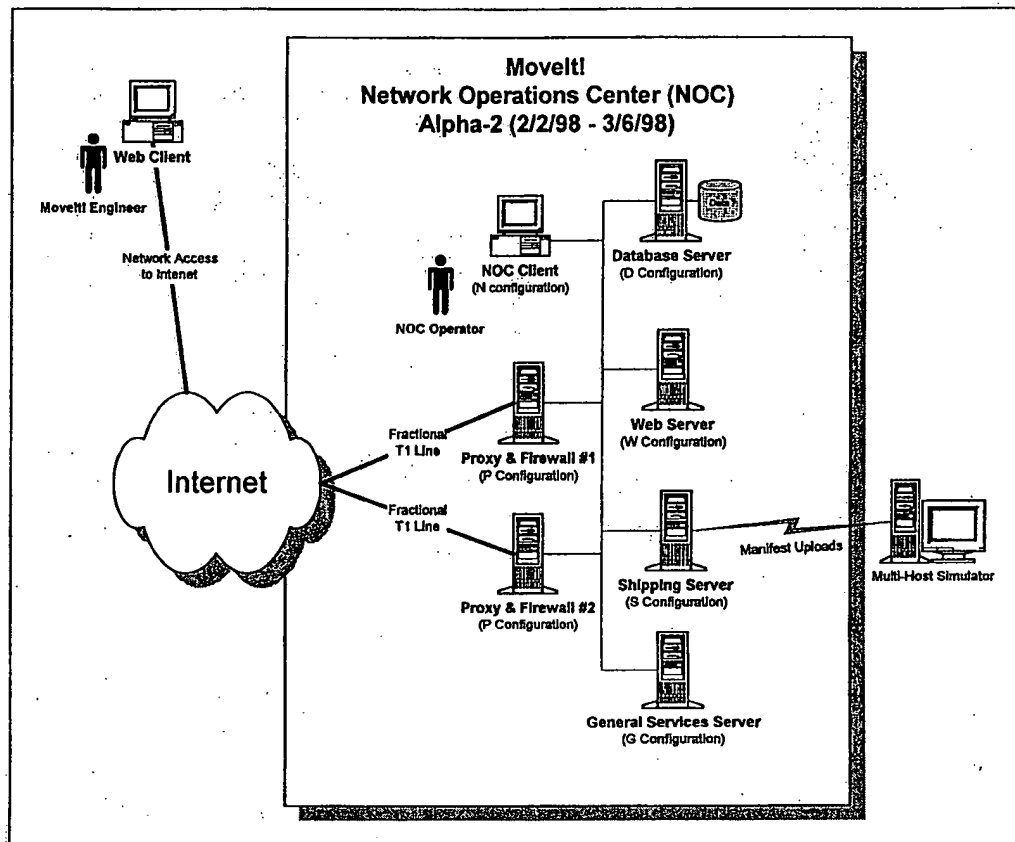 MoveIt!
Network Operations Center (NOC)
Alpha-2 (2/2/98 - 3/6/98)
Web Client
MoveIt! Engineer
Network Access
to Intenet
Data
Database Server
(D Configuration)
NOC Client
(N configuration)
NOC Operator
Internet
Fractional
T1 Line
Proxy & Firewall #1
(P Configuration)
Web Server
(W Configuration)
Fractional
T1 Line
Proxy & Firewall #2
(P Configuration)
Shipping Server
(S Configuration)
Manifest Uploads
Multi-Host Simulator
General Services Server
(G Configuration)